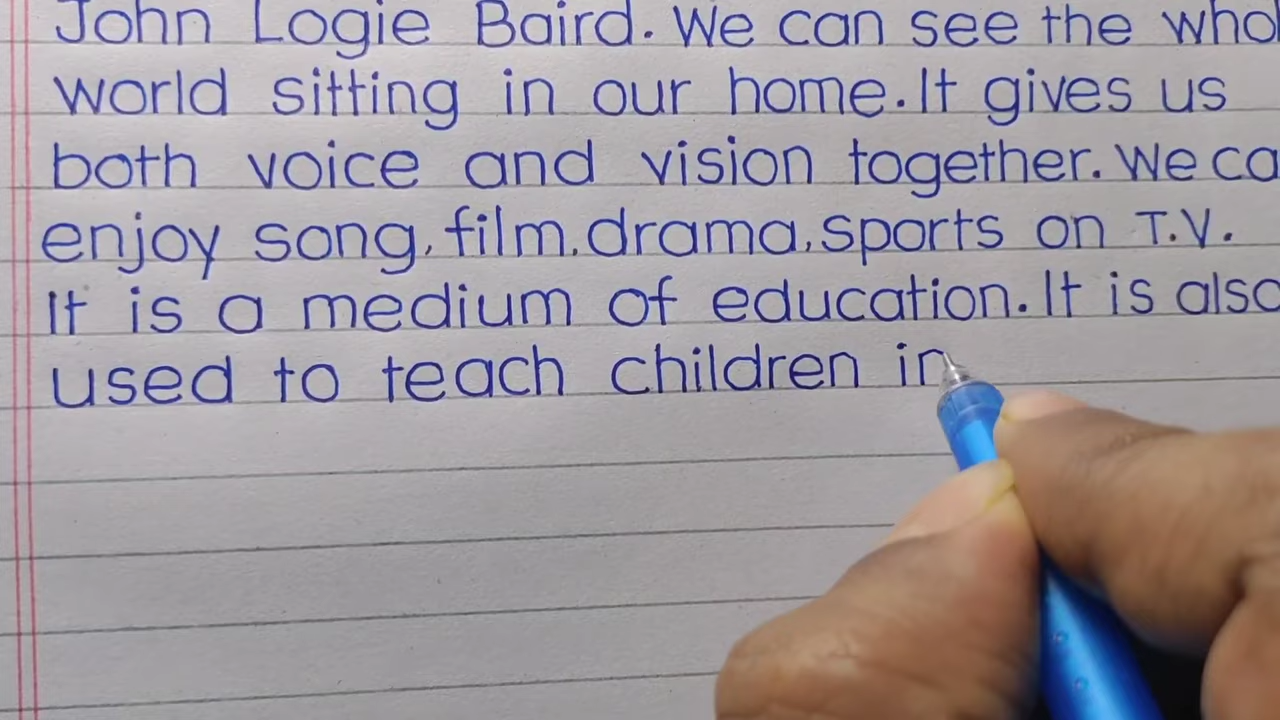 John Logie Baird. We can see the
world sitting in our home. It gives us
both voice and vision together. We
enjoy song, film, drama, sports on T.V.
It is a medium of education. It is also
used to teach children in